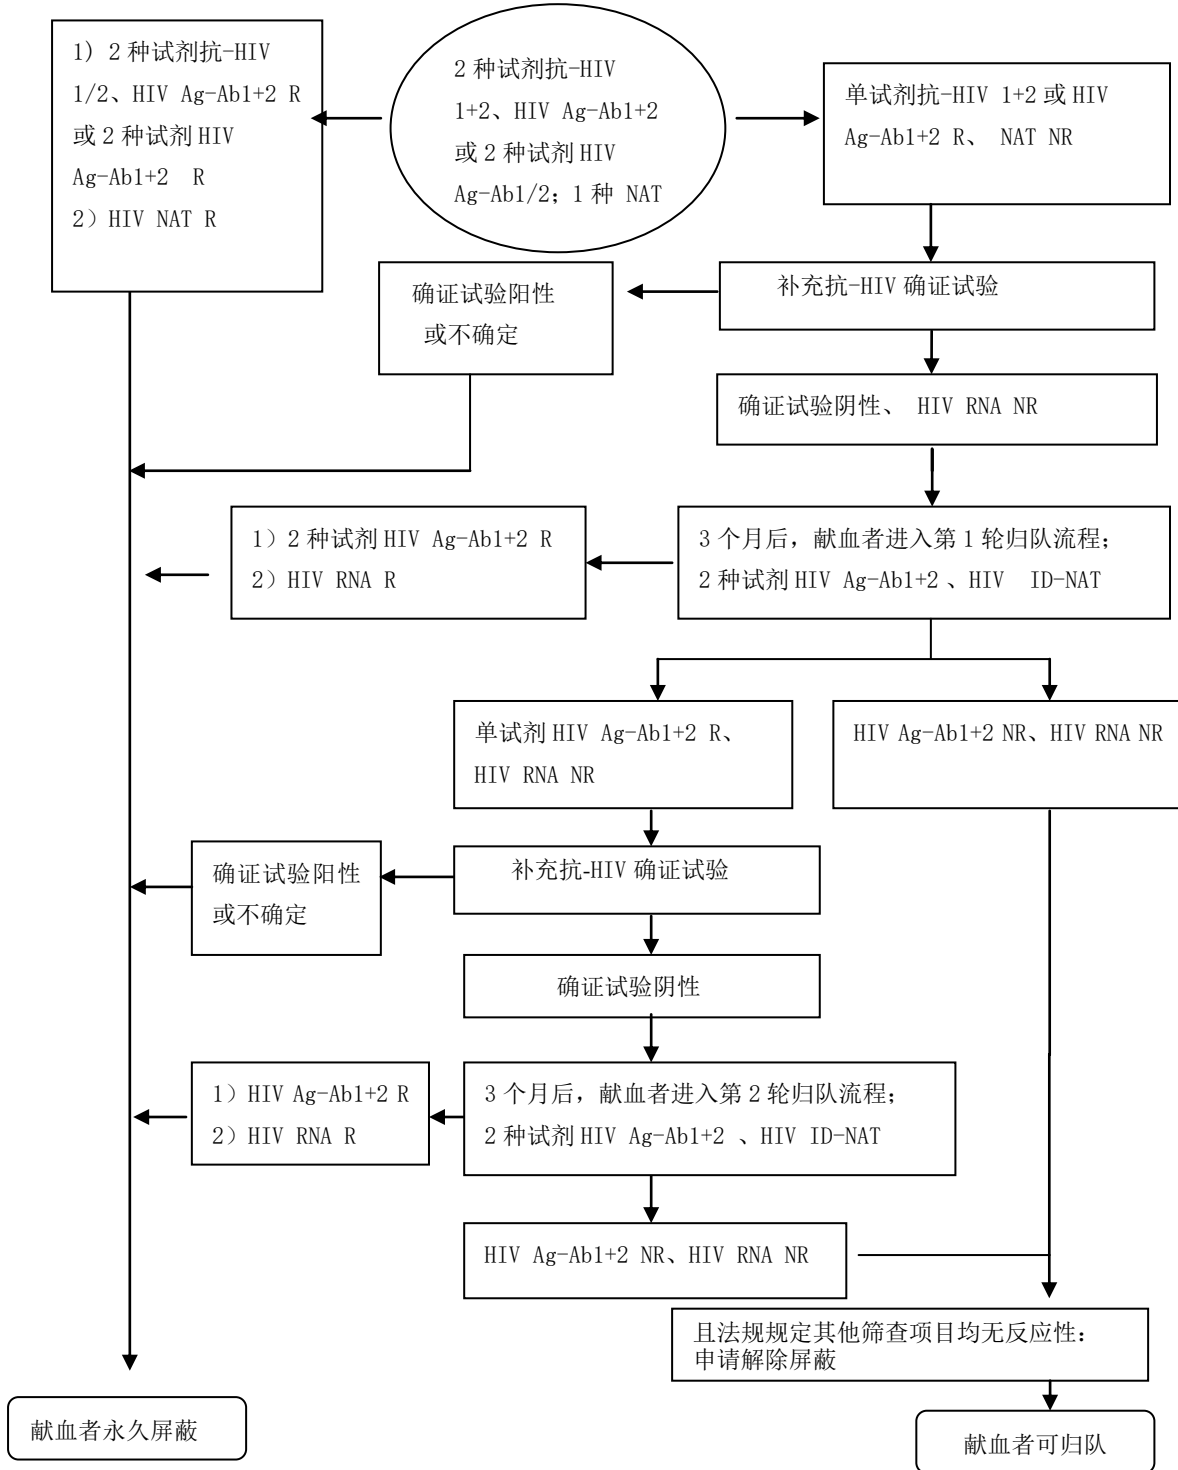 1) 2 种试剂抗-HIV
1/2、HIV Ag-Ab1+2 R
或 2 种试剂 HIV
Ag-Ab1+2 R
2）HIV NAT R
2 种试剂抗-HIV
1+2、HIV Ag-Ab1+2
或 2 种试剂 HIV
Ag-Ab1/2；1 种 NAT
单试剂抗-HIV 1+2 或 HIV
Ag-Ab1+2 R、 NAT NR
补充抗-HIV 确证试验
确证试验阳性
或不确定
确证试验阴性、 HIV RNA NR
3 个月后，献血者进入第 1 轮归队流程；
2 种试剂 HIV Ag-Ab1+2 、HIV ID-NAT
1）2 种试剂 HIV Ag-Ab1+2 R
2）HIV RNA R
单试剂 HIV Ag-Ab1+2 R、
HIV RNA NR
HIV Ag-Ab1+2 NR、HIV RNA NR
补充抗-HIV 确证试验
确证试验阳性
或不确定
确证试验阴性
3 个月后，献血者进入第 2 轮归队流程；
2 种试剂 HIV Ag-Ab1+2 、HIV ID-NAT
1）HIV Ag-Ab1+2 R
2）HIV RNA R
HIV Ag-Ab1+2 NR、HIV RNA NR
且法规规定其他筛查项目均无反应性：
申请解除屏蔽
献血者永久屏蔽
献血者可归队